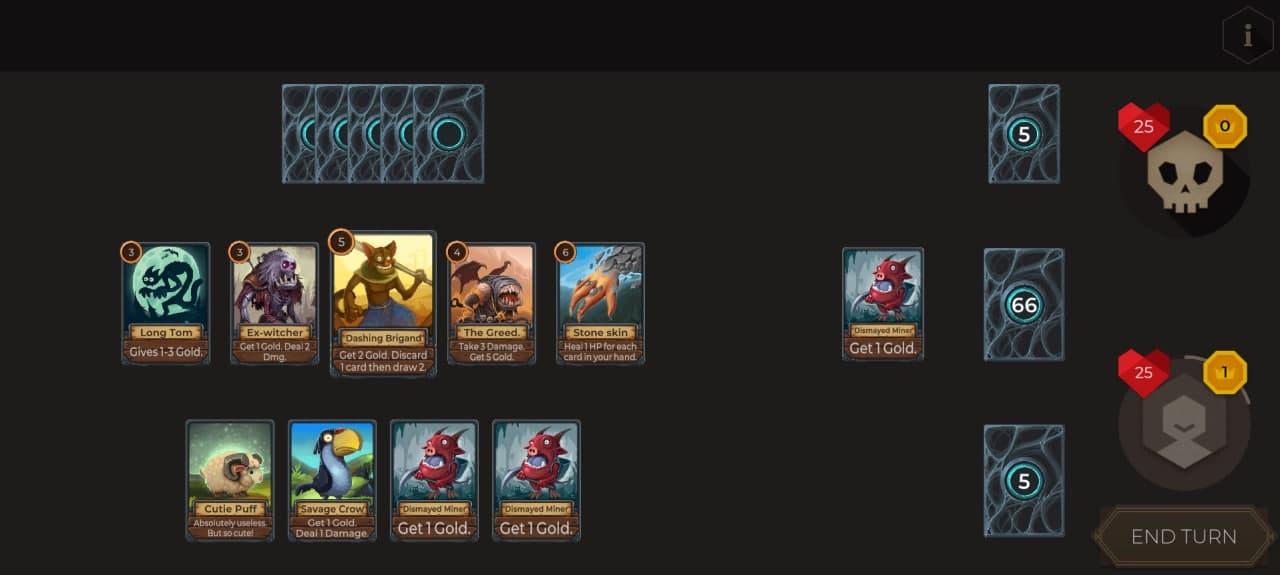 i
5
25
0
3
Long Tom
Gives 1-3 Gold.
3
Ex-witcher
Get 1 Gold. Deal 2
Dmg.
5
Dashing Brigand
Get 2 Gold. Discard
1 card then draw 2.
4
The Greed.
Take 3 Damage.
Get 5 Gold.
6
Stone skin
Heal 1 HP for each
card in your hand.
Dismayed Miner
Get 1 Gold.
66
25
1
Cutie Puff
Absolutely useless.
But so cute!
Savage Crow
Get 1 Gold.
Deal 1 Damage.
Dismayed Miner
Get 1 Gold.
Dismayed Miner
Get 1 Gold.
5
END TURN